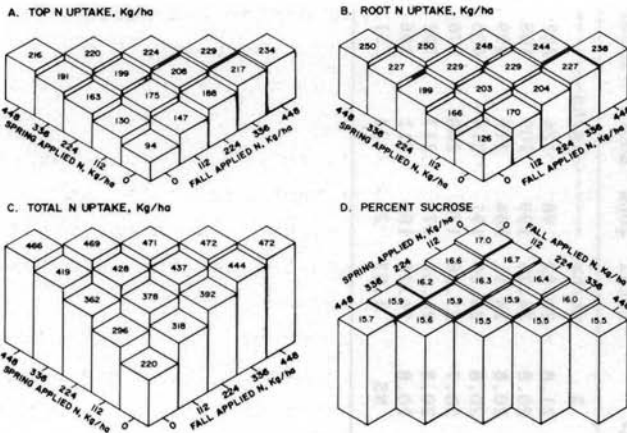 A. TOP N UPTAKE, Kg/ha
216 220 224 229 234
191 199 208 217
163 175 188
130 147
94
448 336 224 112 0
SPRING APPLIED N, Kg/ha
0 112 224 336 448
FALL APPLIED N, Kg/ha
B. ROOT N UPTAKE, Kg/ha
250 250 248 244 238
227 229 229 227
199 203 204
166 170
126
448 336 224 112 0
SPRING APPLIED N, Kg/ha
0 112 224 336 448
FALL APPLIED N, Kg/ha
C. TOTAL N UPTAKE, Kg/ha
466 469 471 472 472
419 428 437 444
362 378 392
296 318
220
448 336 224 112 0
SPRING APPLIED N, Kg/ha
0 112 224 336 448
FALL APPLIED N, Kg/ha
D. PERCENT SUCROSE
SPRING APPLIED N, Kg/ha
448 336 224 112 0
FALL APPLIED N, Kg/ha
0 112 224 336 448
17.0
16.6 16.7
16.2 16.3 16.4
15.9 15.9 15.9 16.0
15.7 15.6 15.5 15.5 15.5